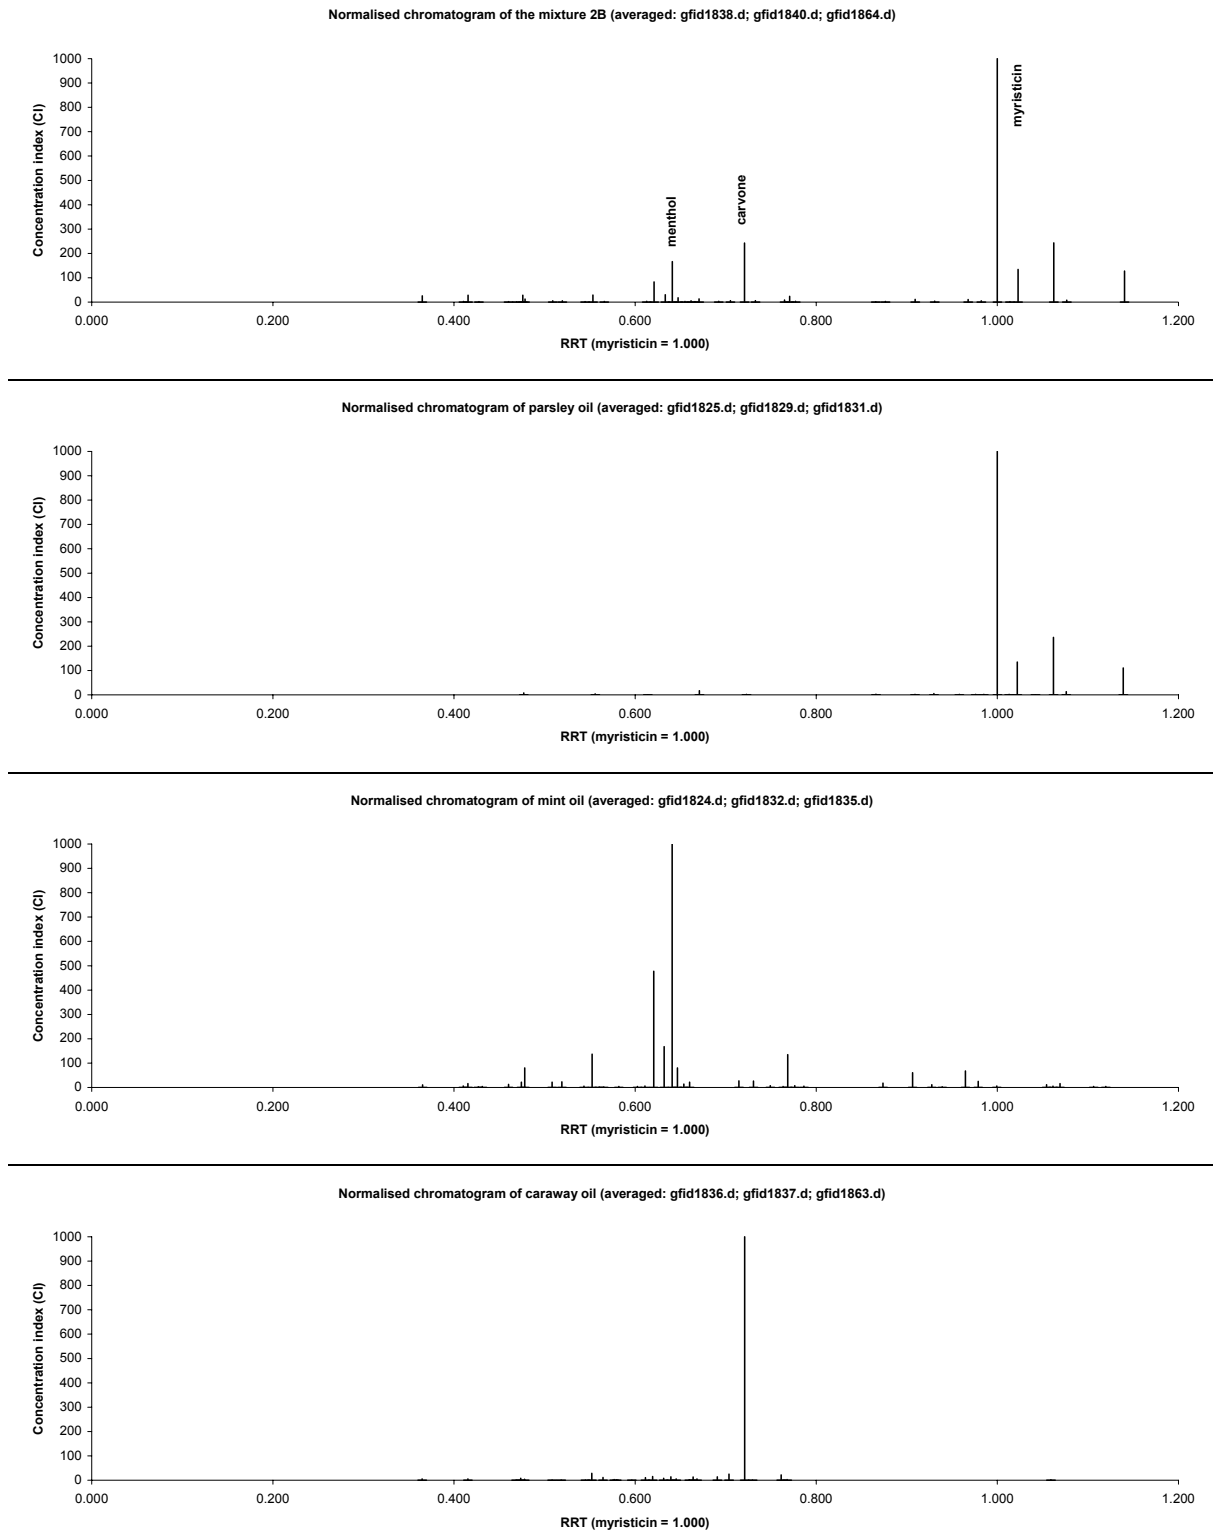 Normalised chromatogram of the mixture 2B (averaged: gfid1838.d; gfid1840.d; gfid1864.d)
Concentration index (CI)
1000
900
800
700
600
500
400
300
200
100
0
menthol
carvone
myristicin
0.000 0.200 0.400 0.600 0.800 1.000 1.200
RRT (myristicin = 1.000)
Normalised chromatogram of parsley oil (averaged: gfid1825.d; gfid1829.d; gfid1831.d)
Concentration index (CI)
1000
900
800
700
600
500
400
300
200
100
0
0.000 0.200 0.400 0.600 0.800 1.000 1.200
RRT (myristicin = 1.000)
Normalised chromatogram of mint oil (averaged: gfid1824.d; gfid1832.d; gfid1835.d)
Concentration index (CI)
1000
900
800
700
600
500
400
300
200
100
0
0.000 0.200 0.400 0.600 0.800 1.000 1.200
RRT (myristicin = 1.000)
Normalised chromatogram of caraway oil (averaged: gfid1836.d; gfid1837.d; gfid1863.d)
Concentration index (CI)
1000
900
800
700
600
500
400
300
200
100
0
0.000 0.200 0.400 0.600 0.800 1.000 1.200
RRT (myristicin = 1.000)